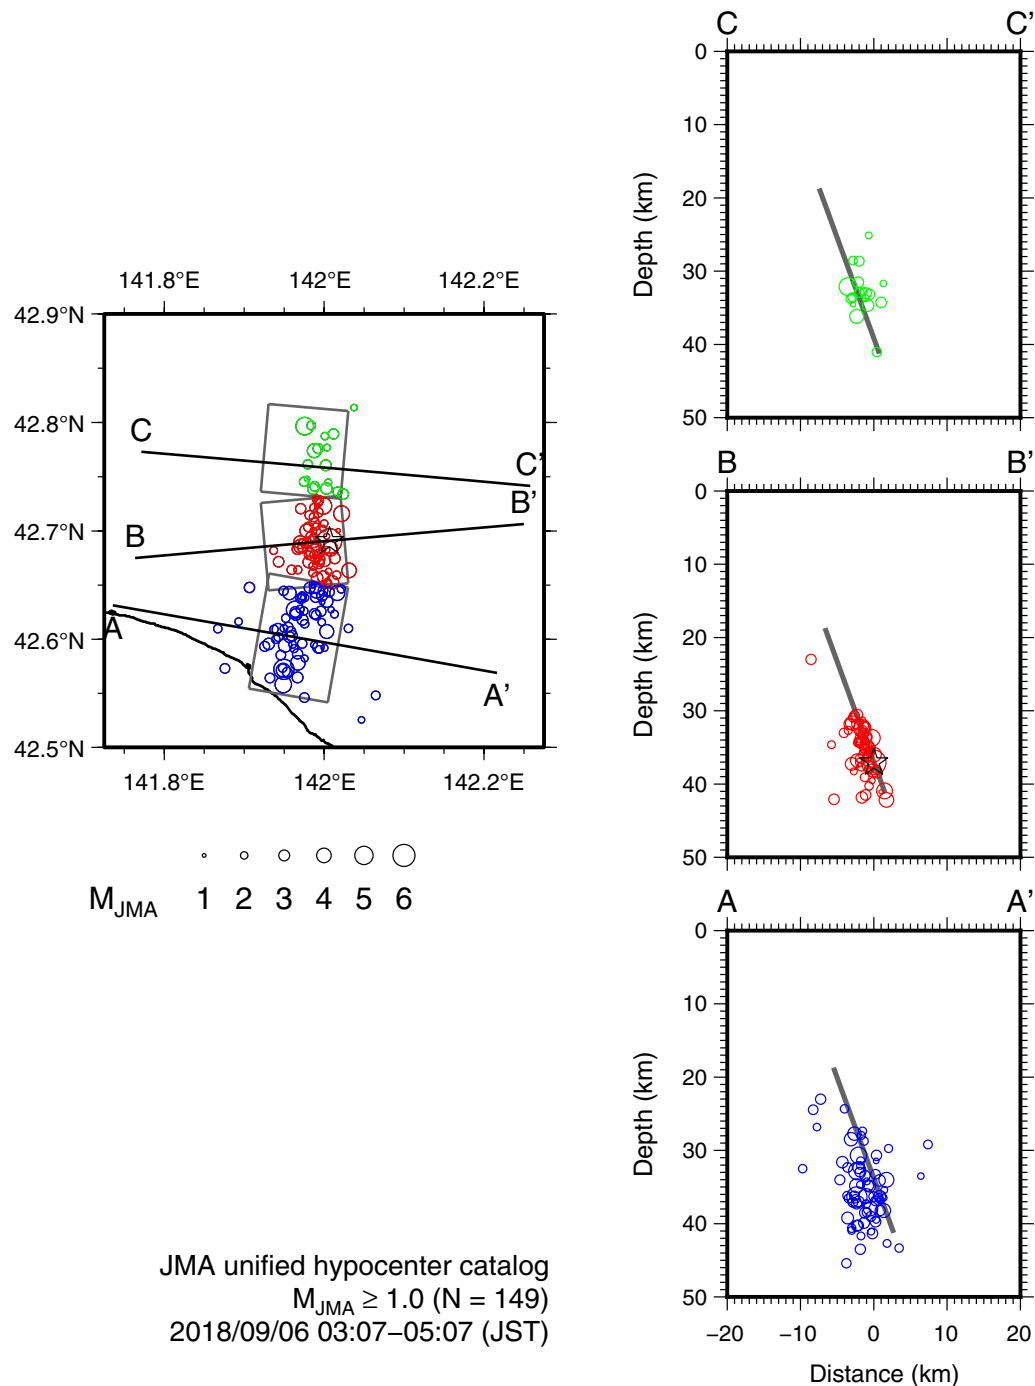 C C'
0
10
20
30
40
50
Depth (km)
141.8°E 142°E 142.2°E
42.9°N
42.8°N
42.7°N
42.6°N
42.5°N
C
C'
B'
B
A
A'
141.8°E 142°E 142.2°E
M_JMA 1 2 3 4 5 6
B B'
0
10
20
30
40
50
Depth (km)
A A'
0
10
20
30
40
50
Depth (km)
−20 −10 0 10 20
Distance (km)
JMA unified hypocenter catalog
M_JMA ≥ 1.0 (N = 149)
2018/09/06 03:07−05:07 (JST)